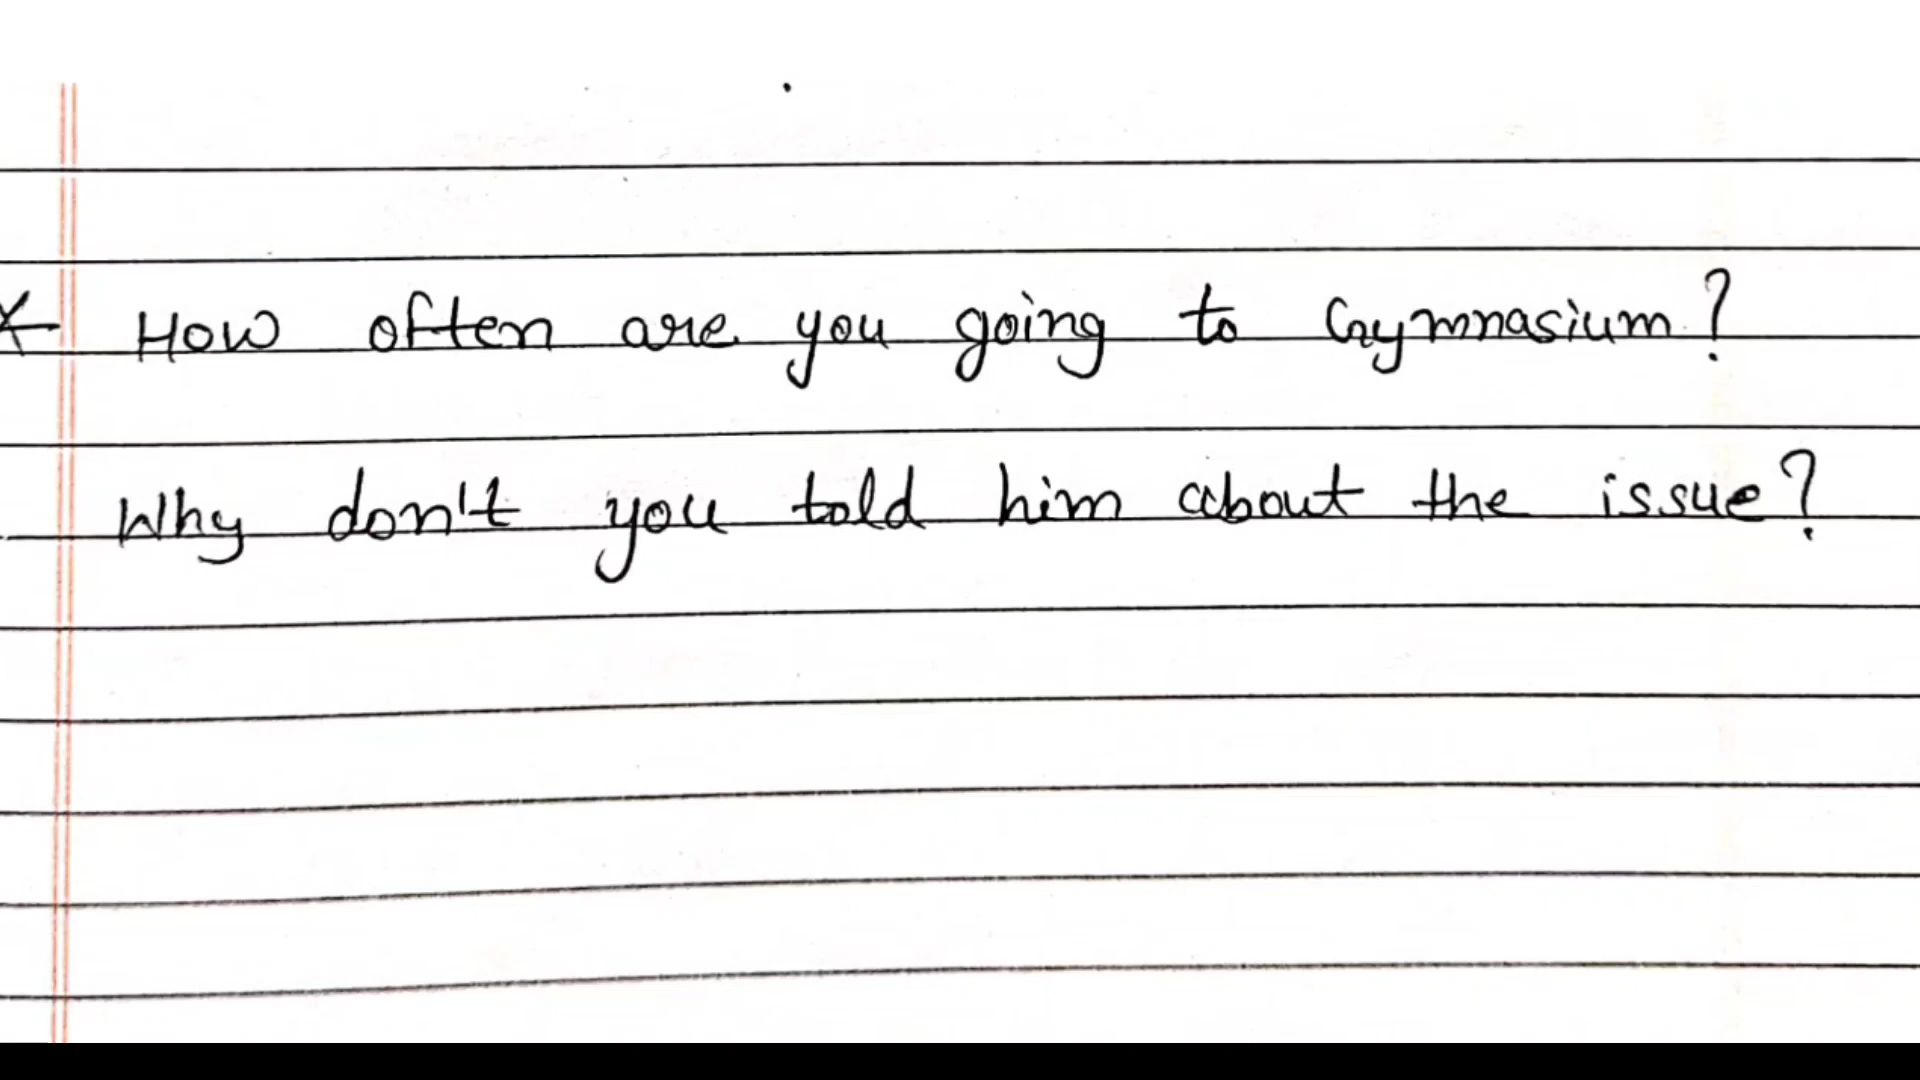 How often are you going to Gymnasium?
Why don't you told him about the issue?